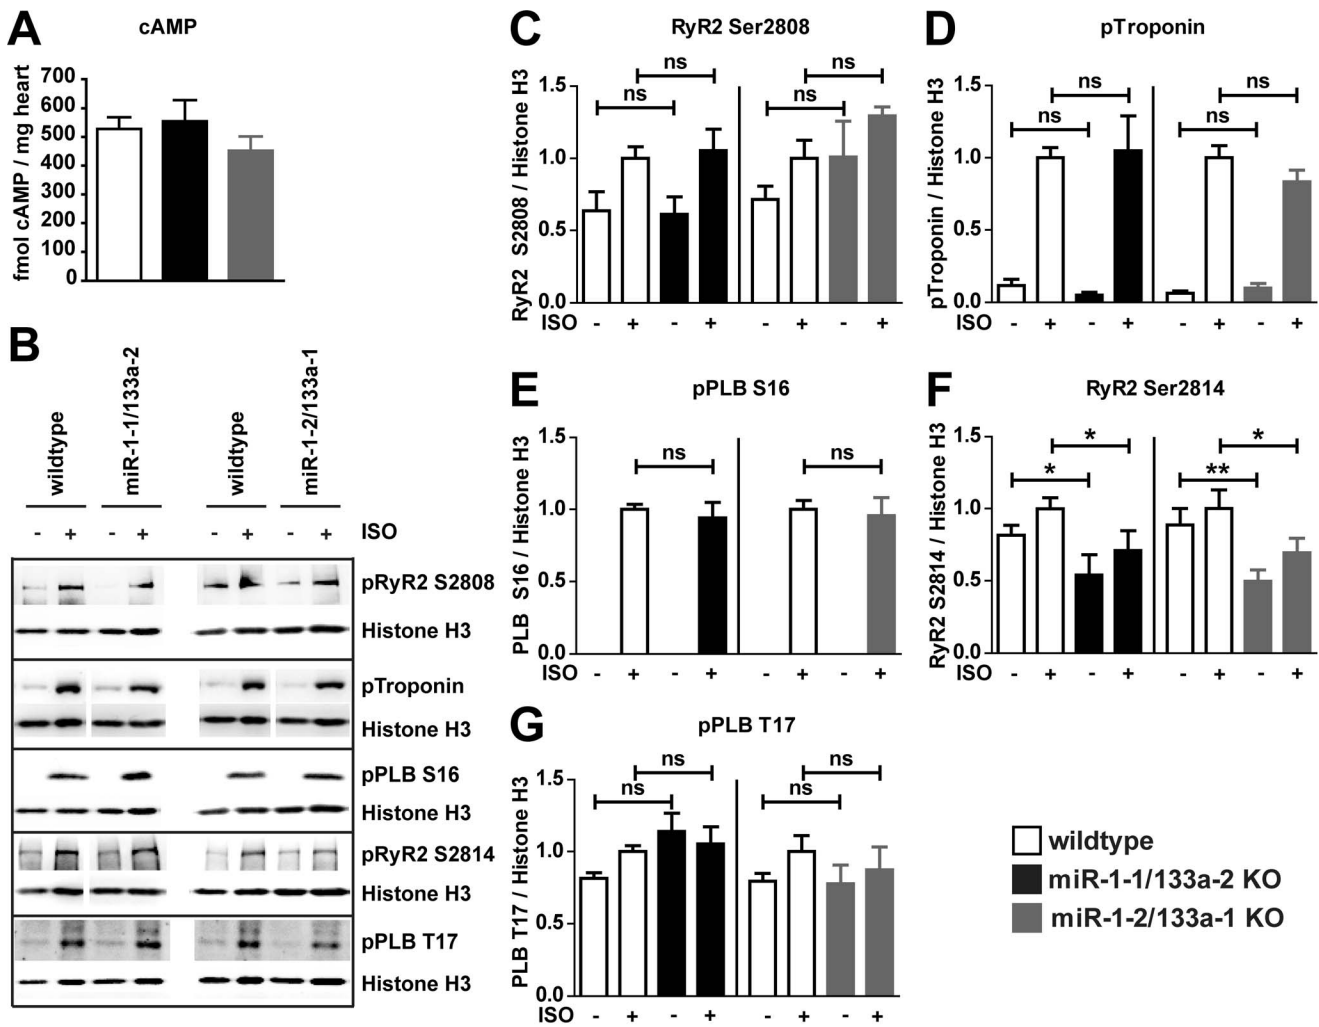 A
cAMP
fmol cAMP / mg heart
700
600
500
400
300
200
100
0
B
wildtype
miR-1-1/133a-2
wildtype
miR-1-2/133a-1
- + - + - + - + ISO
pRyR2 S2808
Histone H3
pTroponin
Histone H3
pPLB S16
Histone H3
pRyR2 S2814
Histone H3
pPLB T17
Histone H3
C
RyR2 Ser2808
RyR2 S2808 / Histone H3
1.5
1.0
0.5
0.0
ns
ns
ns
ns
ISO - + - + - + - +
D
pTroponin
pTroponin / Histone H3
1.5
1.0
0.5
0.0
ns
ns
ns
ns
ISO - + - + - + - +
E
pPLB S16
PLB S16 / Histone H3
1.5
1.0
0.5
0.0
ns
ns
ISO - + - + - + - +
F
RyR2 Ser2814
RyR2 S2814 / Histone H3
1.5
1.0
0.5
0.0
*
*
**
*
ISO - + - + - + - +
G
pPLB T17
PLB T17 / Histone H3
1.5
1.0
0.5
0.0
ns
ns
ns
ns
ISO - + - + - + - +
wildtype
miR-1-1/133a-2 KO
miR-1-2/133a-1 KO